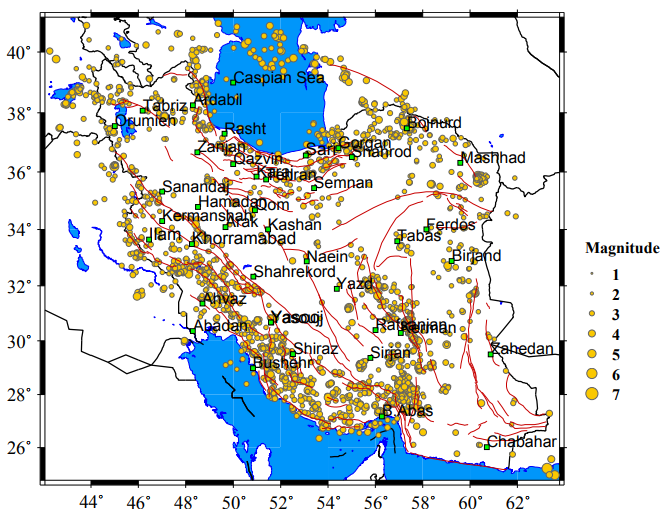 40°
38°
36°
34°
32°
30°
28°
26°
44°
46°
48°
50°
52°
54°
56°
58°
60°
62°
Caspian Sea
Tabriz
Ardabil
Orumieh
Rasht
Bojnurd
Zanjan
Qazvin
Sari
Gorgan
Shahrod
Mashhad
Tehran
Semnan
Sanandaj
Hamadan
Qom
Kermanshah
Arak
Kashan
Ferdos
Ilam
Khorramabad
Tabas
Naein
Birjand
Shahrekord
Yazd
Ahvaz
Abadan
Yasouj
Rafsanjan
Kerman
Shiraz
Sirjan
Zahedan
Bushehr
B.Abas
Chabahar
Magnitude
1
2
3
4
5
6
7